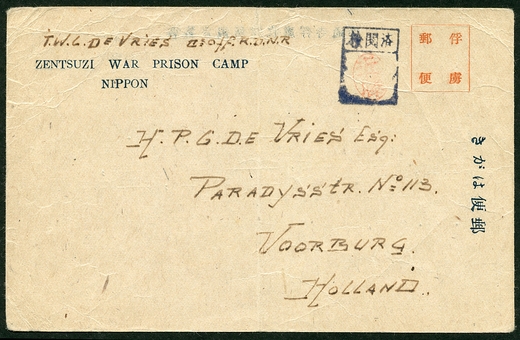 T.W.L. DE VRIES
ZENTSUZI WAR PRISON CAMP
NIPPON
済閲検
俘虜
郵便
郵便はがき
H.P.G.DE VRIES Esq:
PARADYSSTR. No 113.
VOORBURG.
HOLLAND.